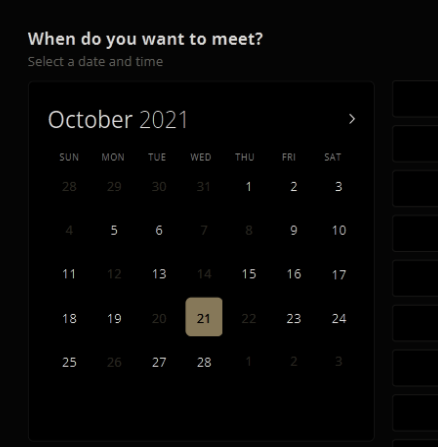 When do you want to meet?
Select a date and time
October 2021
SUN MON TUE WED THU FRI SAT
28 29 30 31 1 2 3
4 5 6 7 8 9 10
11 12 13 14 15 16 17
18 19 20 21 22 23 24
25 26 27 28 1 2 3